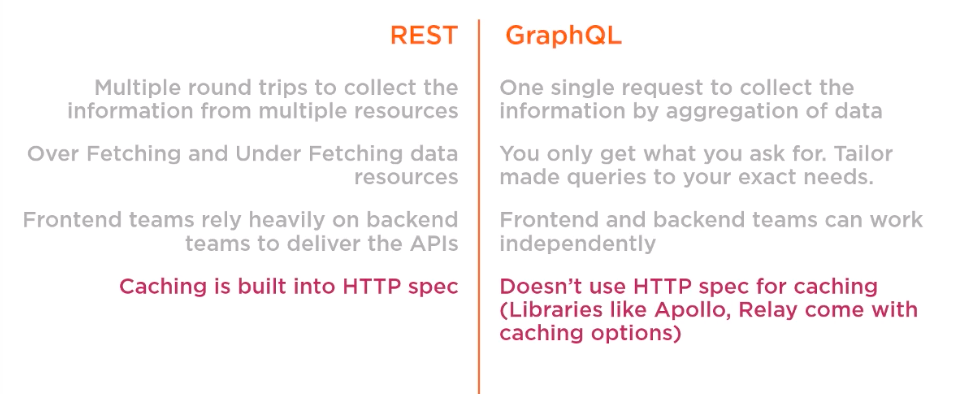 REST
GraphQL
Multiple round trips to collect the
information from multiple resources
One single request to collect the
information by aggregation of data
Over Fetching and Under Fetching data
resources
You only get what you ask for. Tailor
made queries to your exact needs.
Frontend teams rely heavily on backend
teams to deliver the APIs
Frontend and backend teams can work
independently
Caching is built into HTTP spec
Doesn’t use HTTP spec for caching
(Libraries like Apollo, Relay come with
caching options)